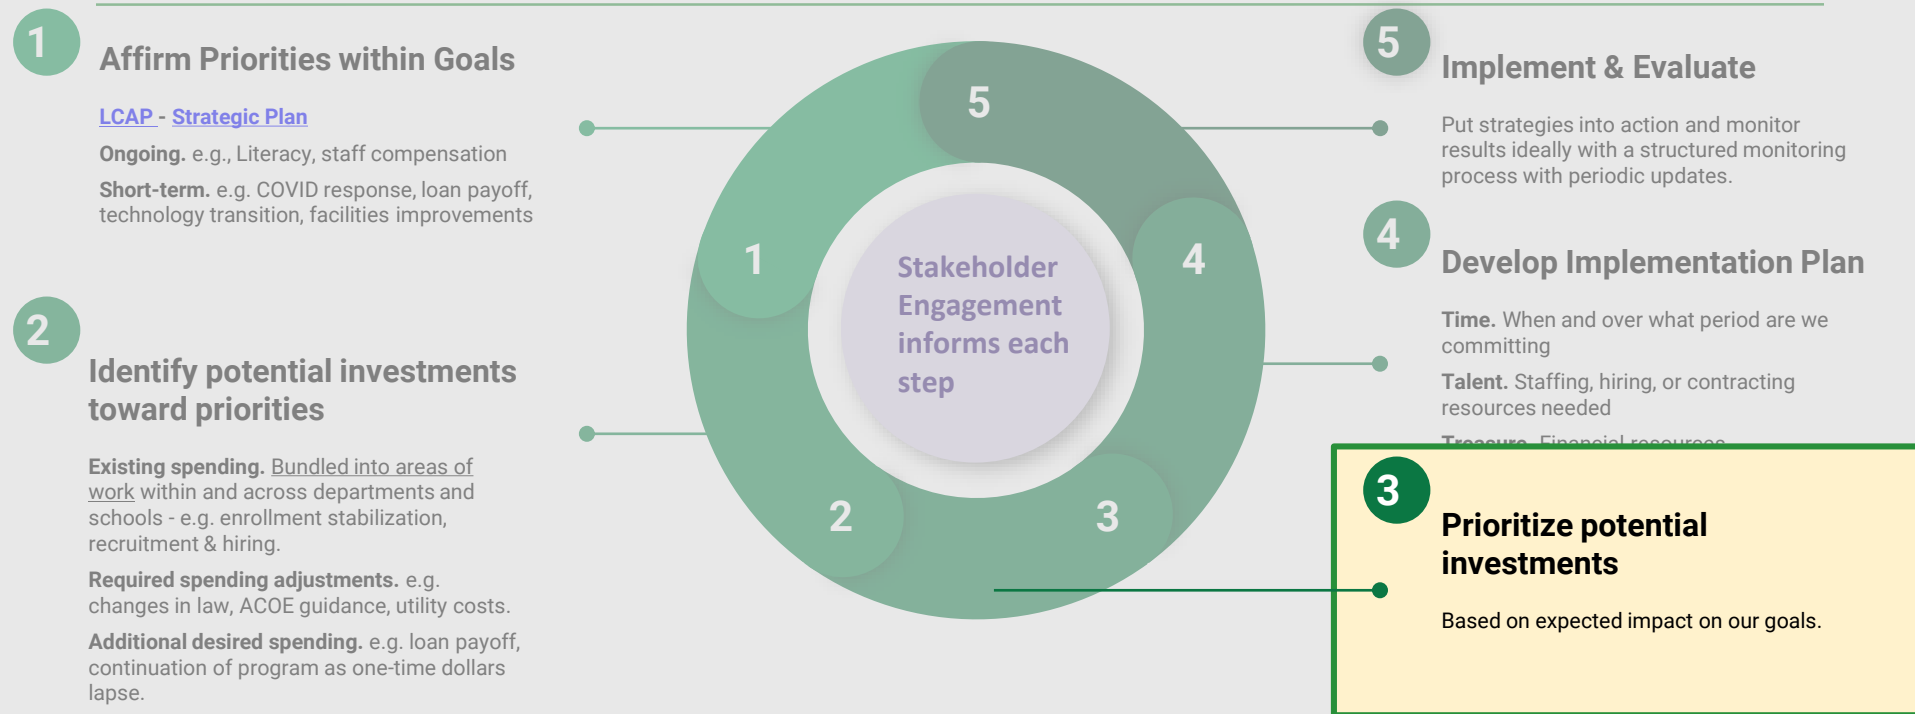 1
Affirm Priorities within Goals
LCAP - Strategic Plan
Ongoing. e.g., Literacy, staff compensation
Short-term. e.g. COVID response, loan payoff,
technology transition, facilities improvements
2
Identify potential investments
toward priorities
Existing spending. Bundled into areas of
work within and across departments and
schools - e.g. enrollment stabilization,
recruitment & hiring.
Required spending adjustments. e.g.
changes in law, ACOE guidance, utility costs.
Additional desired spending. e.g. loan payoff,
continuation of program as one-time dollars
lapse.
5
1
4
2
3
Stakeholder
Engagement
informs each
step
5
Implement & Evaluate
Put strategies into action and monitor
results ideally with a structured monitoring
process with periodic updates.
4
Develop Implementation Plan
Time. When and over what period are we
committing
Talent. Staffing, hiring, or contracting
resources needed
Treasure. Financial resources
3
Prioritize potential
investments
Based on expected impact on our goals.